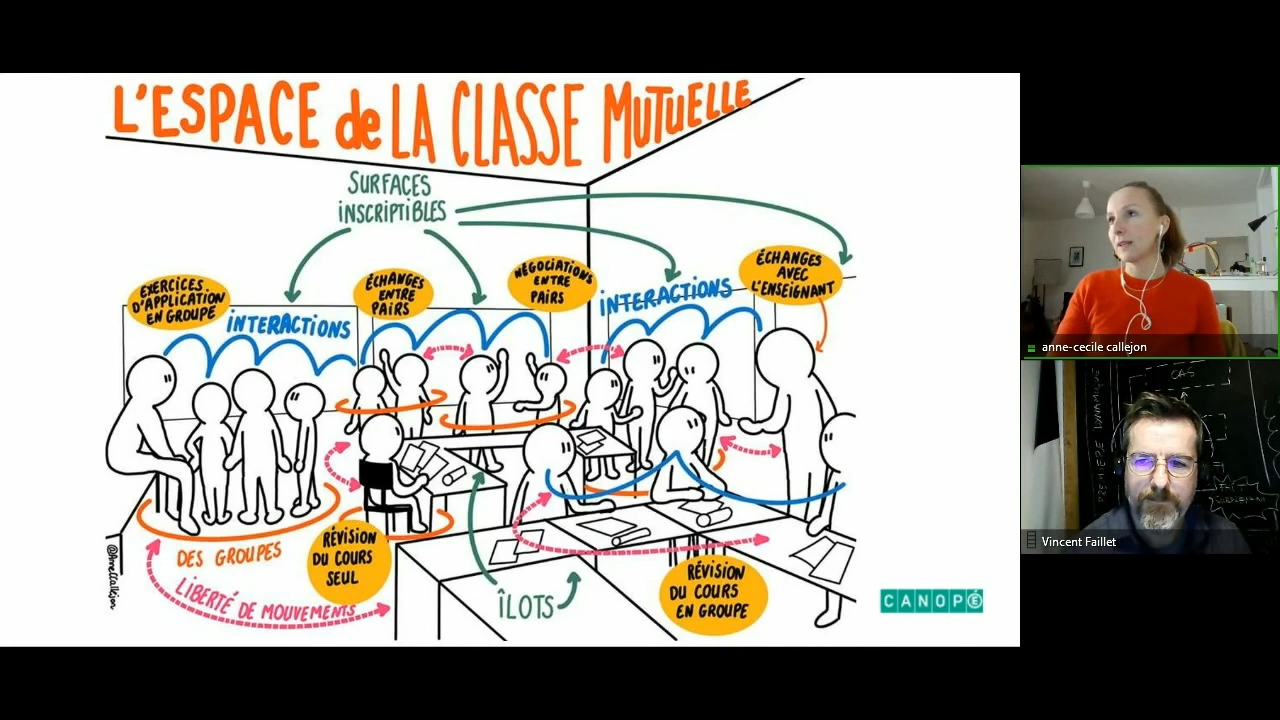 L'ESPACE de LA CLASSE MUTUELLE
SURFACES
INSCRIPTIBLES
EXERCICES
D'APPLICATION
EN GROUPE
INTERACTIONS
ÉCHANGES
ENTRE
PAIRS
NÉGOCIATIONS
ENTRE
PAIRS
INTERACTIONS
ÉCHANGES
AVEC
L'ENSEIGNANT
DES GROUPES
LIBERTÉ DE MOUVEMENTS
RÉVISION
DU COURS
SEUL
ÎLOTS
RÉVISION
DU COURS
EN GROUPE
@AnneCCallejon
CANOPÉ
anne-cecile callejon
CAS
Vincent Faillet